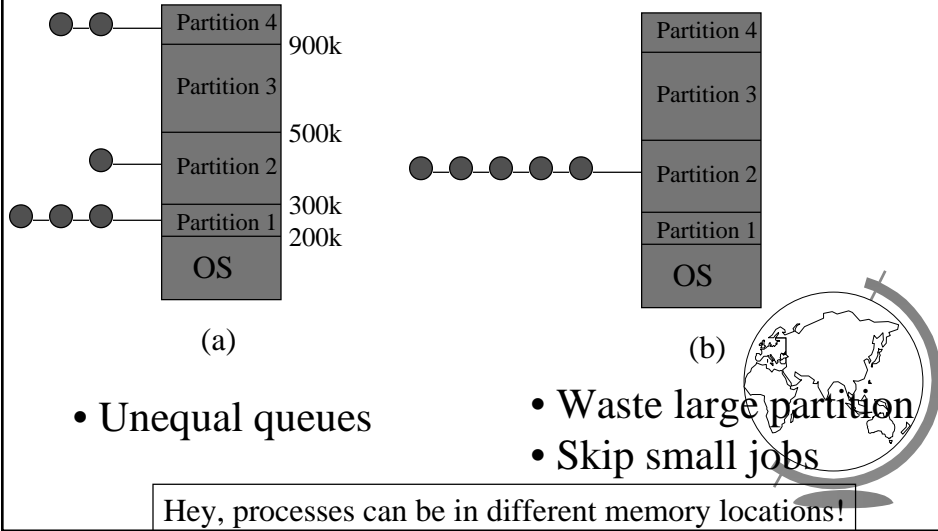 Partition 4
900k
Partition 3
500k
Partition 2
300k
Partition 1
200k
OS
(a)
Partition 4
Partition 3
Partition 2
Partition 1
OS
(b)
• Unequal queues
• Waste large partition
• Skip small jobs
Hey, processes can be in different memory locations!